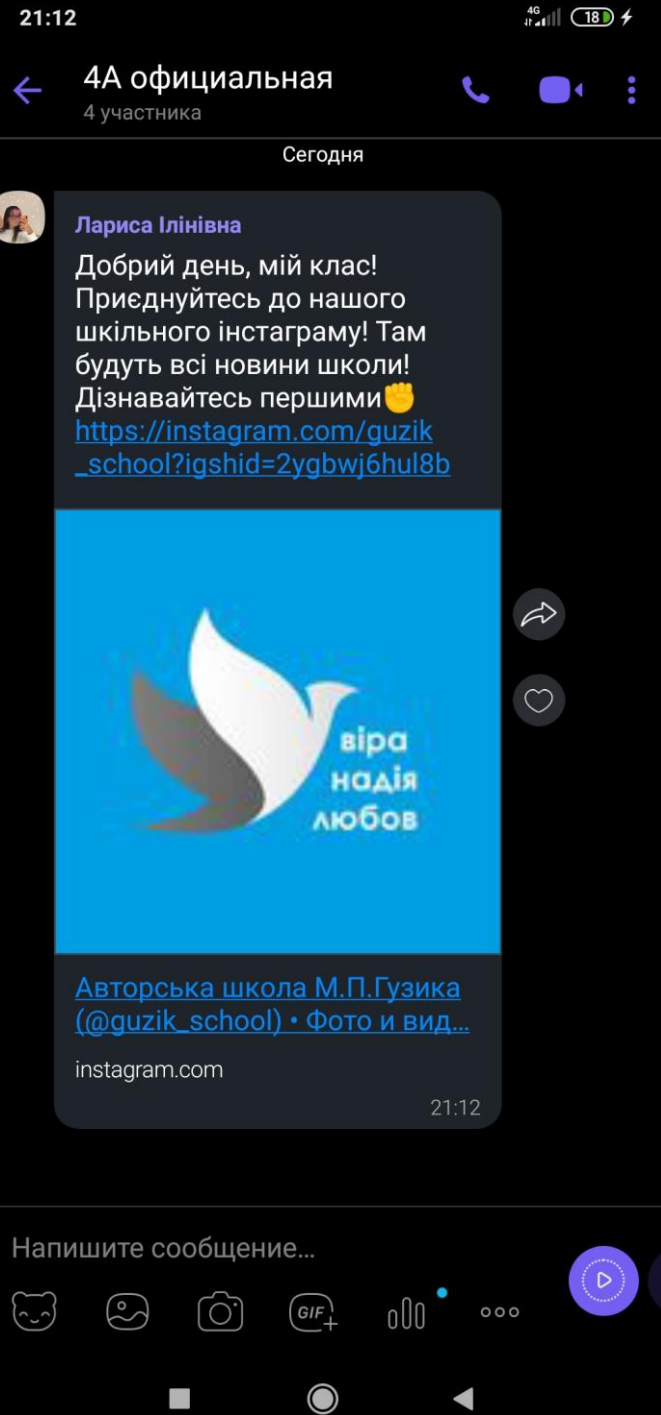 21:12
4G
18
4А официальная
4 участника
Сегодня
Лариса Ілінівна
Добрий день, мій клас!
Приєднуйтесь до нашого
шкільного інстаграму! Там
будуть всі новини школи!
Дізнавайтесь першими✊
https://instagram.com/guzik
_school?igshid=2ygbwj6hul8b
віра
надія
любов
Авторська школа М.П.Гузика
(@guzik_school) • Фото и вид...
instagram.com
21:12
Напишите сообщение...
GIF